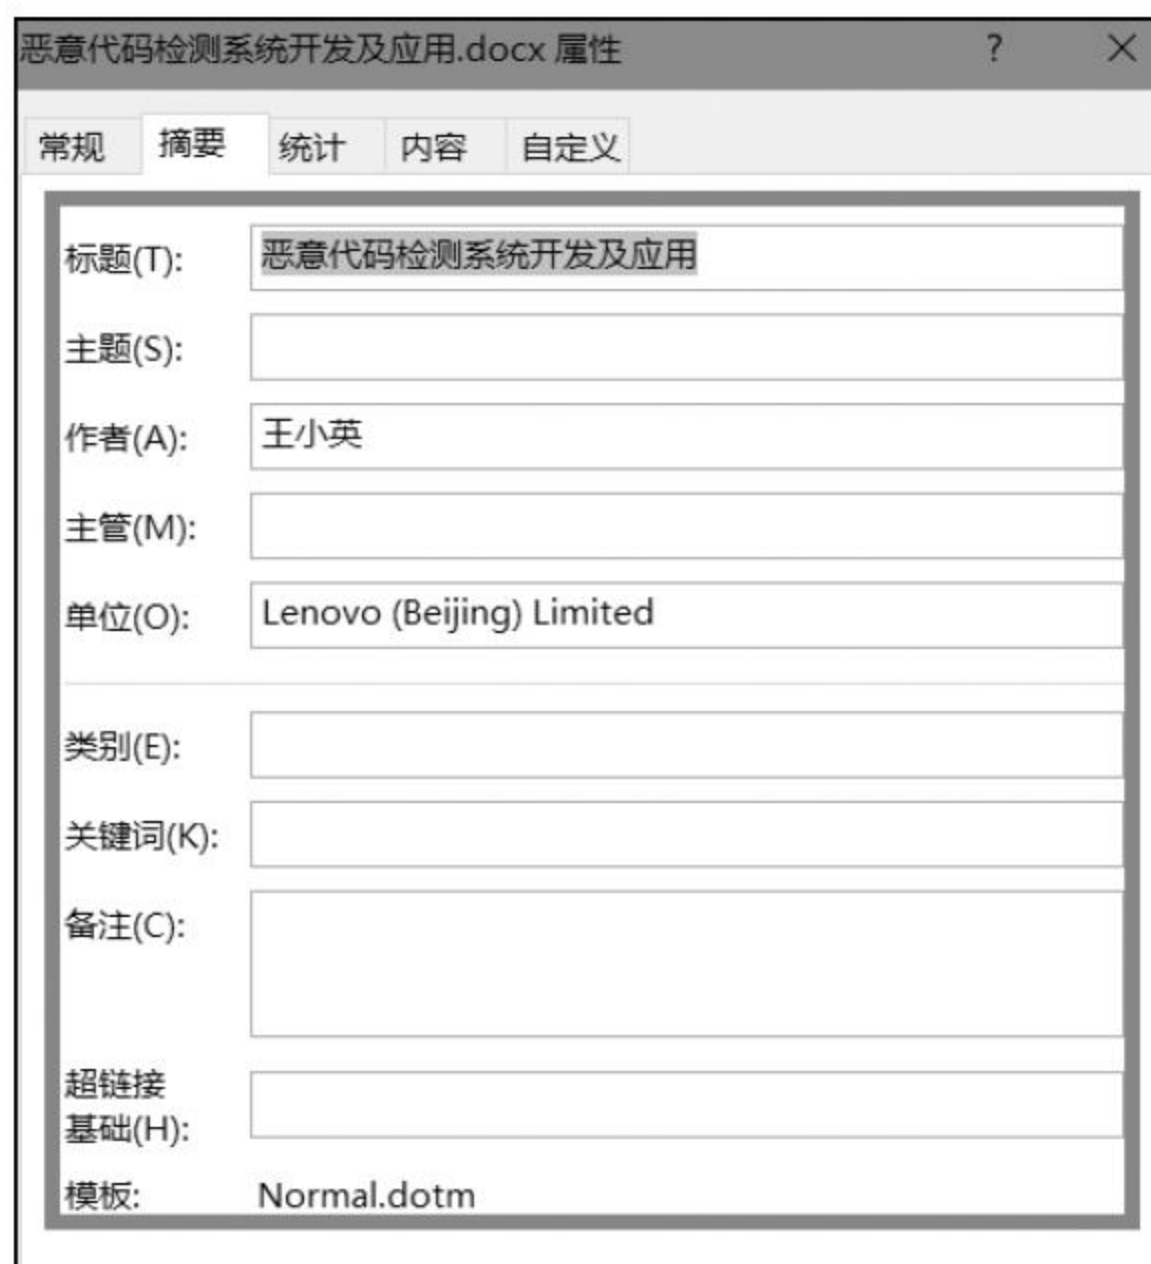 恶意代码检测系统开发及应用.docx 属性 ? ×
常规 摘要 统计 内容 自定义
标题(T): 恶意代码检测系统开发及应用
主题(S):
作者(A): 王小英
主管(M):
单位(O): Lenovo (Beijing) Limited
类别(E):
关键词(K):
备注(C):
超链接
基础(H):
模板: Normal.dotm